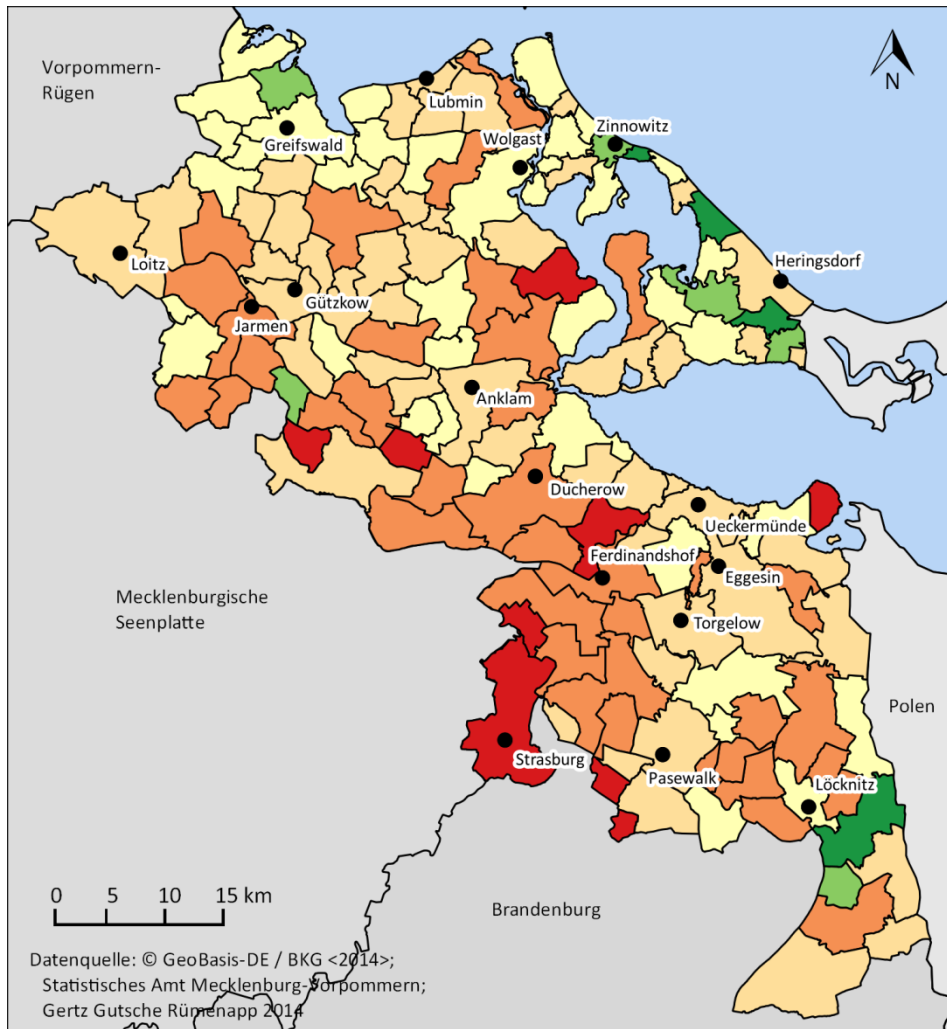 Vorpommern-
Rügen
N
Lubmin
Greifswald
Wolgast
Zinnowitz
Loitz
Heringsdorf
Gützkow
Jarmen
Anklam
Ducherow
Ueckermünde
Ferdinandshof
Eggesin
Mecklenburgische
Seenplatte
Torgelow
Polen
Strasburg
Pasewalk
Löcknitz
0 5 10 15 km
Brandenburg
Datenquelle: © GeoBasis-DE / BKG <2014>;
Statistisches Amt Mecklenburg-Vorpommern;
Gertz Gutsche Rümenapp 2014